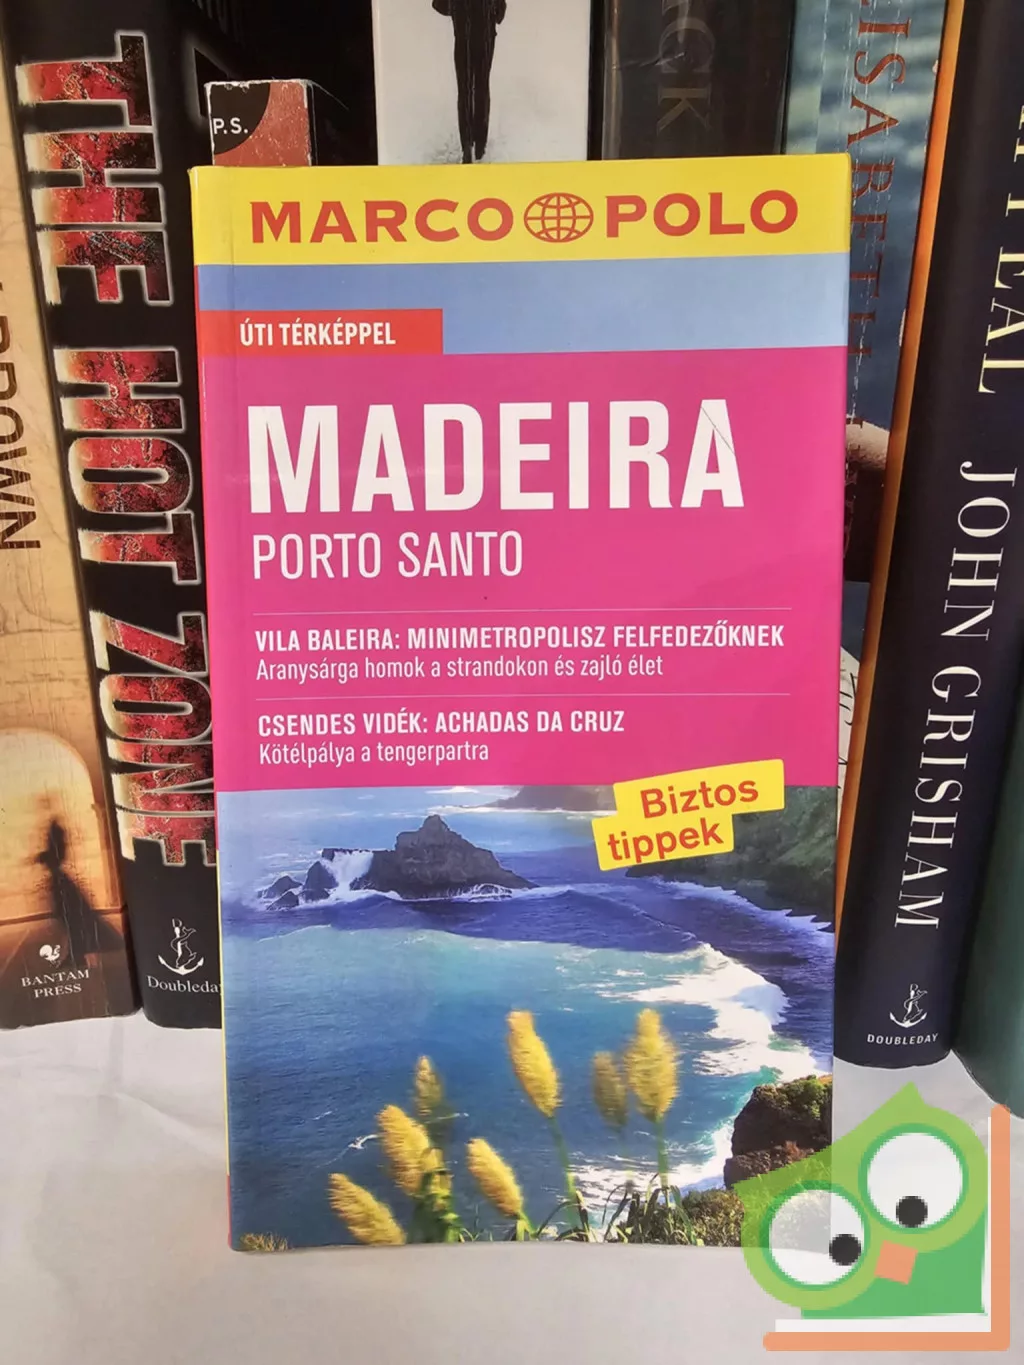 MARCO POLO
ÚTI TÉRKÉPPEL
MADEIRA
PORTO SANTO
VILA BALEIRA: MINIMETROPOLISZ FELFEDEZŐKNEK
Aranysárga homok a strandokon és zajló élet
CSENDES VIDÉK: ACHADAS DA CRUZ
Kötélpálya a tengerpartra
Biztos
tippek
THE HOT ZONE
Doubleday
P.S.
BANTAM
PRESS
JOHN GRISHAM
DOUBLEDAY